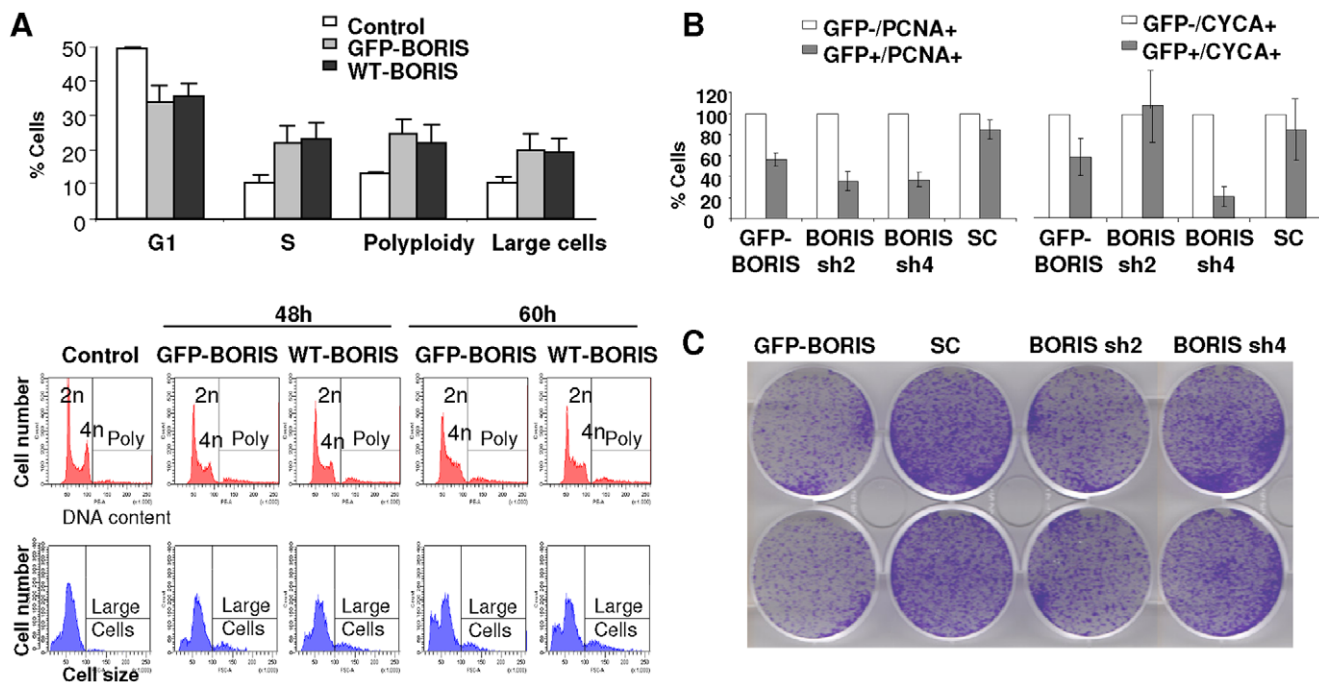 A
Control
GFP-BORIS
WT-BORIS
50
40
30
20
10
0
% Cells
G1 S Polyploidy Large cells
48h 60h
Control GFP-BORIS WT-BORIS GFP-BORIS WT-BORIS
Cell number
2n 4n Poly
2n 4n Poly
2n 4n Poly
2n 4n Poly
2n 4n Poly
DNA content
Cell number
Large Cells
Large Cells
Large Cells
Large Cells
Large Cells
Cell size
B
GFP-/PCNA+
GFP+/PCNA+
GFP-/CYCA+
GFP+/CYCA+
120
100
80
60
40
20
0
% Cells
GFP- BORIS BORIS SC GFP- BORIS BORIS SC
BORIS sh2 sh4 BORIS sh2 sh4
C
GFP-BORIS SC BORIS sh2 BORIS sh4